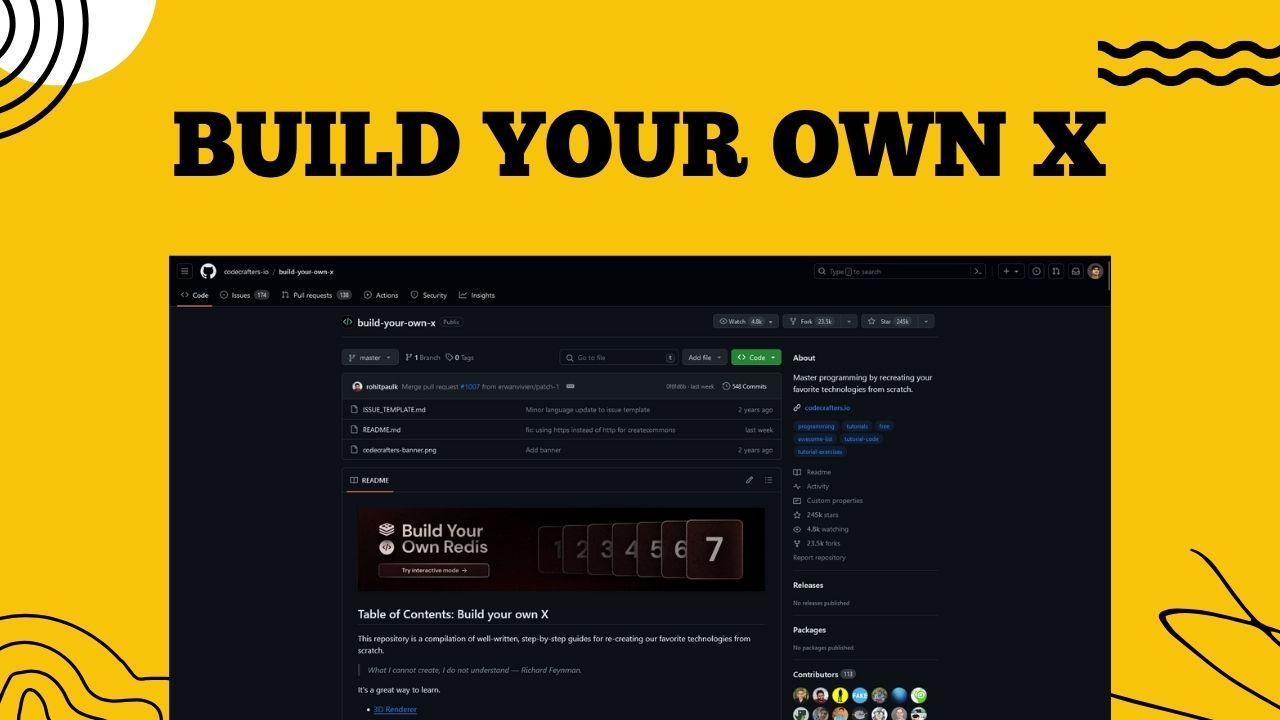 BUILD YOUR OWN X
codecrafters-io / build-your-own-x
Type / to search
Code
Issues 174
Pull requests 138
Actions
Security
Insights
build-your-own-x Public
Watch 4.8k
Fork 23.5k
Star 245k
master
1 Branch
0 Tags
Go to file t
Add file
Code
rohitpaulk Merge pull request #1007 from erwanvivien/patch-1
last week
548 Commits
ISSUE_TEMPLATE.md Minor language update to issue template 2 years ago
README.md fix: using https instead of http for createcommons last week
codecrafters-banner.png Add banner 2 years ago
README
Build Your
Own Redis
Try interactive mode →
1 2 3 4 5 6 7
Table of Contents: Build your own X
This repository is a compilation of well-written, step-by-step guides for re-creating our favorite technologies from
scratch.
What I cannot create, I do not understand — Richard Feynman.
It's a great way to learn.
• 3D Renderer
About
Master programming by recreating your
favorite technologies from scratch.
codecrafters.io
programming tutorials free
awesome-list tutorial-code
tutorial-exercises
Readme
Activity
Custom properties
245k stars
4.8k watching
23.5k forks
Report repository
Releases
No releases published
Packages
No packages published
Contributors 113
FAKE